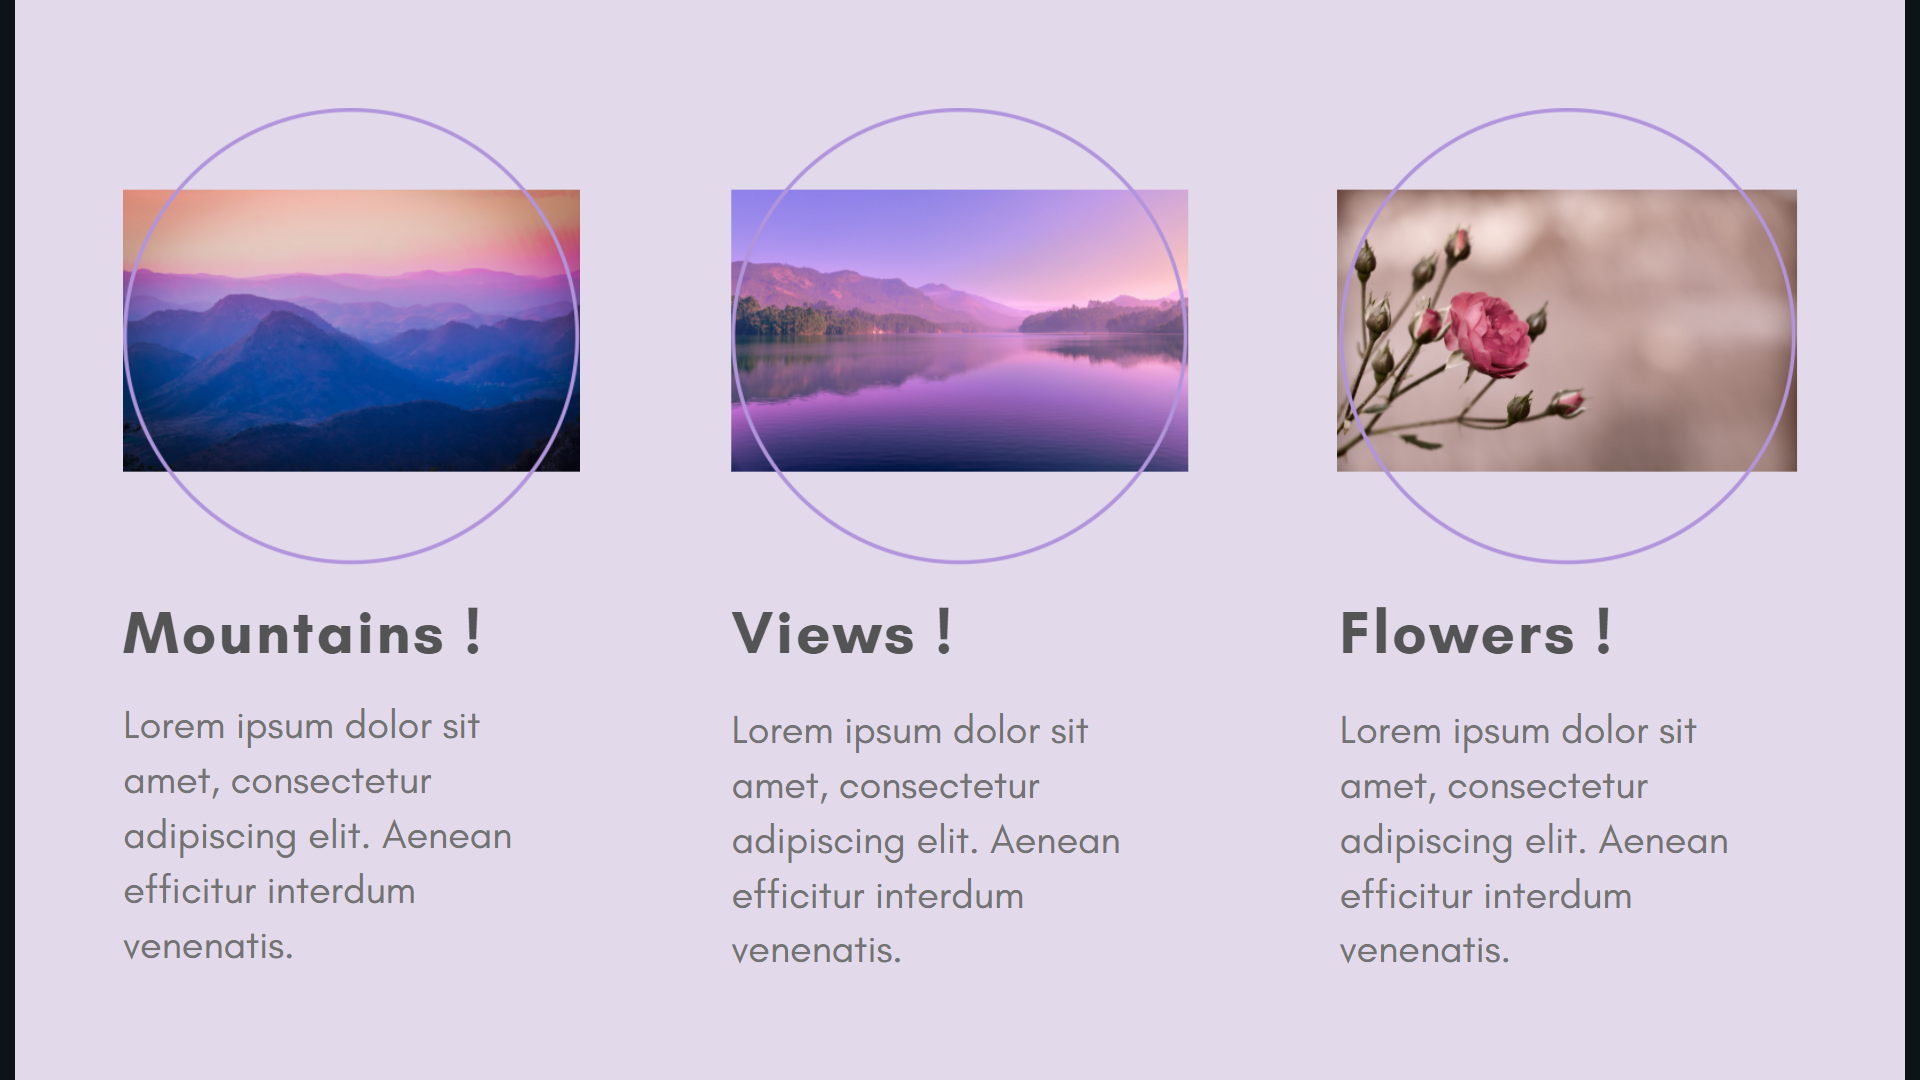 Mountains !
Lorem ipsum dolor sit
amet, consectetur
adipiscing elit. Aenean
efficitur interdum
venenatis.
Views !
Lorem ipsum dolor sit
amet, consectetur
adipiscing elit. Aenean
efficitur interdum
venenatis.
Flowers !
Lorem ipsum dolor sit
amet, consectetur
adipiscing elit. Aenean
efficitur interdum
venenatis.